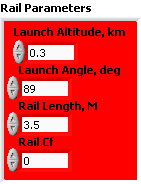 Rail Parameters
Launch Altitude, km
0.3
Launch Angle, deg
89
Rail Length, M
3.5
Rail Cf
0